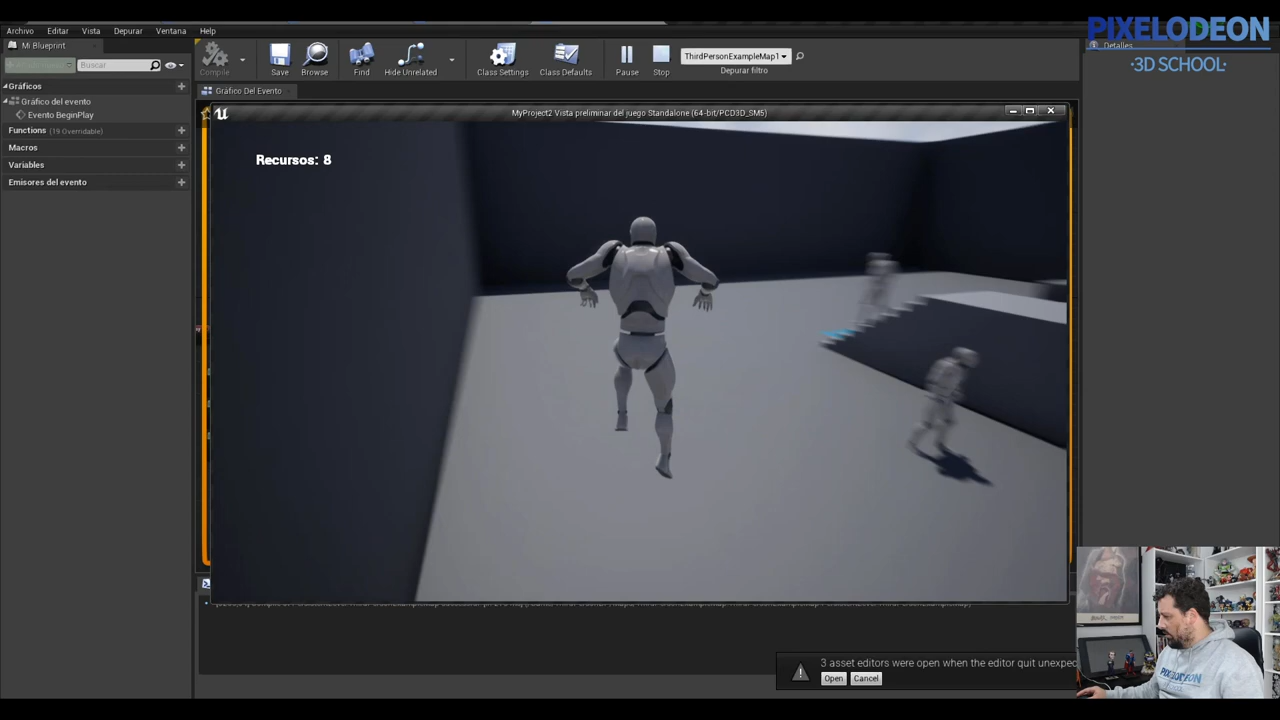 PIXELODEON
·3D SCHOOL·
Archivo Editar Vista Depurar Ventana Help
Mi Blueprint
Detalles
Buscar...
Compile Save Browse Find Hide Unrelated Class Settings Class Defaults Pause Stop
ThirdPersonExampleMap1
Depurar filtro
Gráficos
Gráfico del evento
Evento BeginPlay
Functions (19 Overridable)
Macros
Variables
Emisores del evento
Gráfico Del Evento
MyProject2 Vista preliminar del juego Standalone (64-bit/PCD3D_SM5)
Recursos: 8
3 asset editors were open when the editor quit unexpec
Open Cancel
PIXELODEON